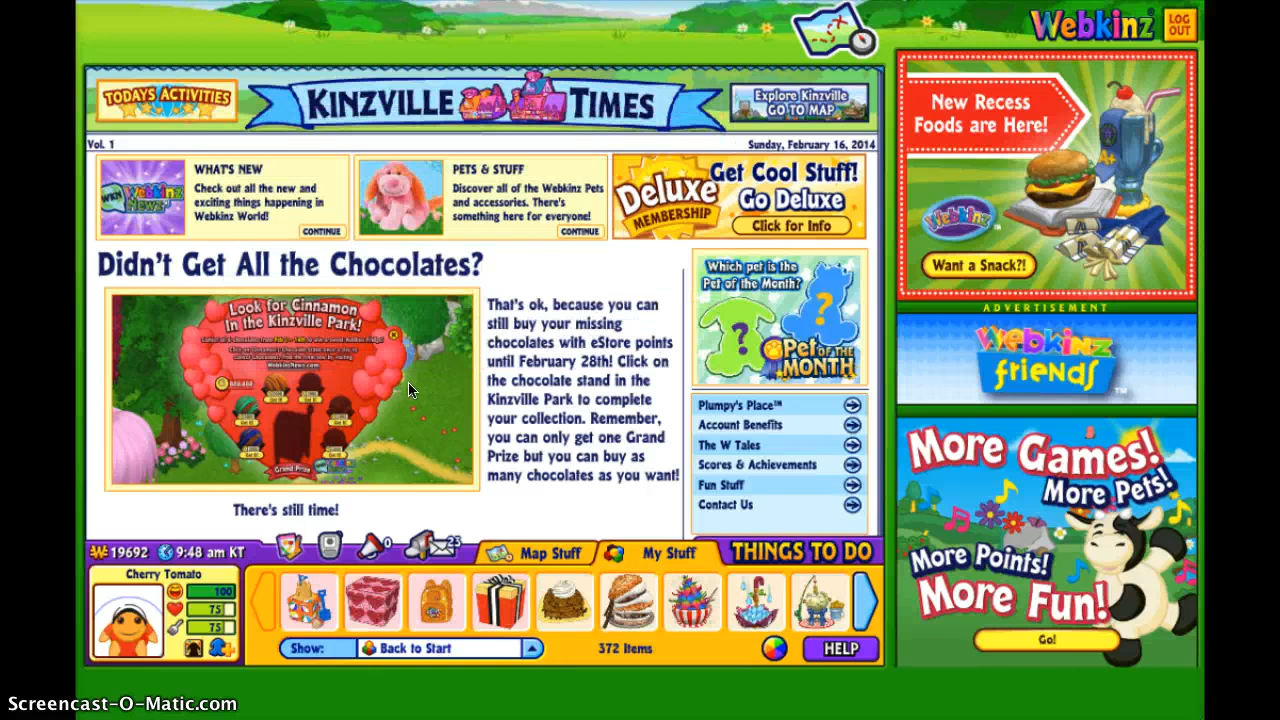 Webkinz
LOG
OUT
TODAYS ACTIVITIES
KINZVILLE TIMES
Explore Kinzville
GO TO MAP
Vol. 1
Sunday, February 16, 2014
WHAT'S NEW
Check out all the new and
exciting things happening in
Webkinz World!
CONTINUE
PETS & STUFF
Discover all of the Webkinz Pets
and accessories. There's
something here for everyone!
CONTINUE
Deluxe
MEMBERSHIP
Get Cool Stuff!
Go Deluxe
Click for Info
Didn't Get All the Chocolates?
Look for Cinnamon
In the Kinzville Park!
Grand Prize
That's ok, because you can
still buy your missing
chocolates with eStore points
until February 28th! Click on
the chocolate stand in the
Kinzville Park to complete
your collection. Remember,
you can only get one Grand
Prize but you can buy as
many chocolates as you want!
There's still time!
Which pet is the
Pet of the Month?
?
?
Pet OF THE
MONTH
Plumpy's Place™
Account Benefits
The W Tales
Scores & Achievements
Fun Stuff
Contact Us
New Recess
Foods are Here!
A+
Webkinz™
Want a Snack?!
ADVERTISEMENT
Webkinz
friends™
More Games!
More Pets!
More Points!
More Fun!
Go!
19692
9:48 am KT
0
25
Map Stuff
My Stuff
THINGS TO DO
Cherry Tomato
100
75
75
Show:
Back to Start
372 Items
HELP
Screencast-O-Matic.com